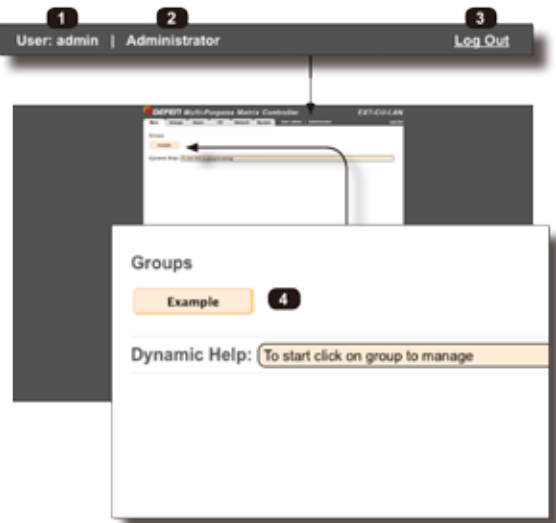 1 2 3
User: admin | Administrator Log Out
GEFEN Multi-Purpose Matrix Controller EXT-CU-LAN
Groups
Example 4
Dynamic Help: To start click on group to manage